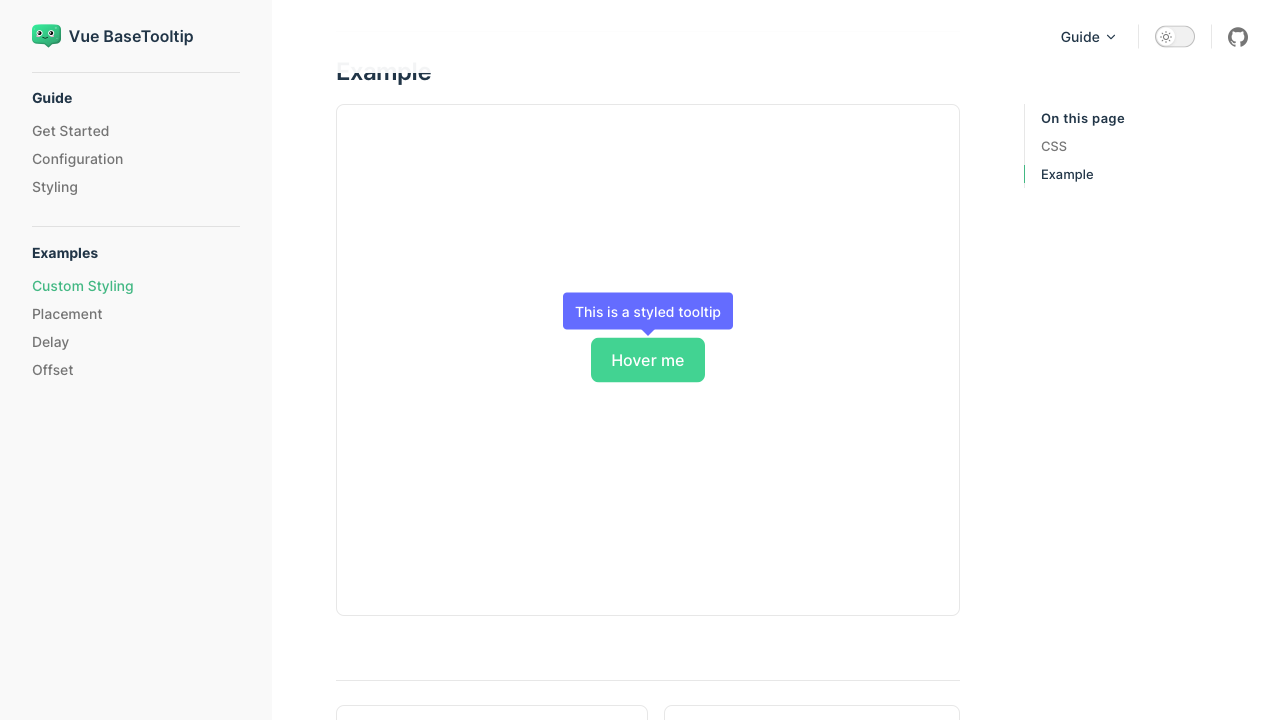 Vue BaseTooltip
Guide
Get Started
Configuration
Styling
Examples
Custom Styling
Placement
Delay
Offset
Guide
Example
This is a styled tooltip
Hover me
On this page
CSS
Example